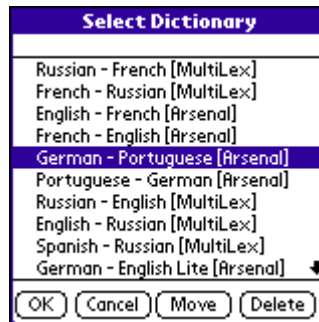 Select Dictionary
Russian - French [MultiLex]
French - Russian [MultiLex]
English - French [Arsenal]
French - English [Arsenal]
German - Portuguese [Arsenal]
Portuguese - German [Arsenal]
Russian - English [MultiLex]
English - Russian [MultiLex]
Spanish - Russian [MultiLex]
German - English Lite [Arsenal]
OK Cancel Move Delete